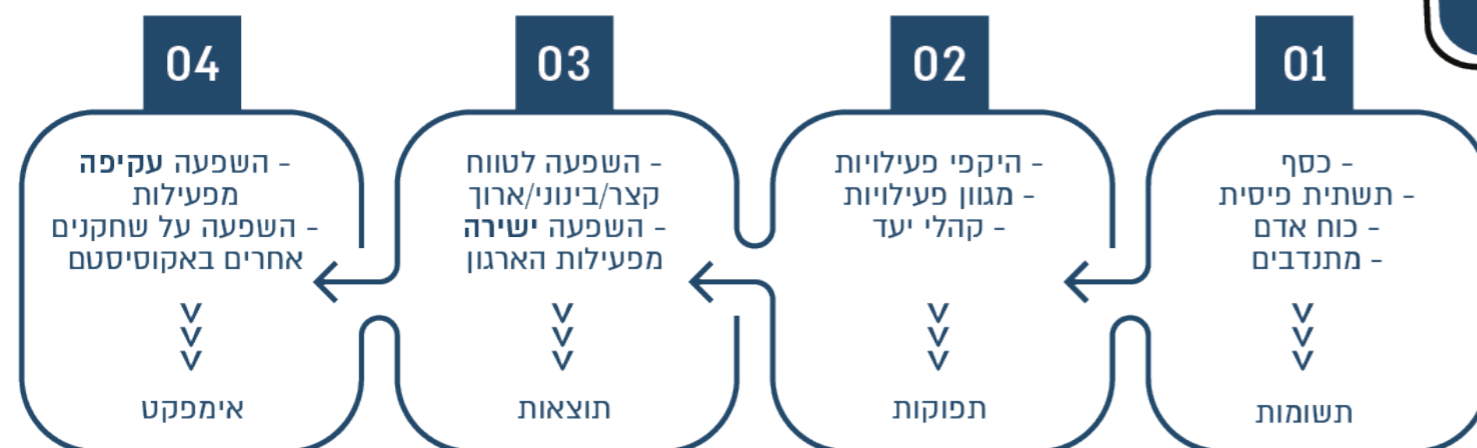 01
- כסף
- תשתית פיסית
- כוח אדם
- מתנדבים
תשומות
02
- היקפי פעילויות
- מגוון פעילויות
- קהלי יעד
תפוקות
03
- השפעה לטווח
קצר/בינוני/ארוך
- השפעה ישירה
מפעילות הארגון
תוצאות
04
- השפעה עקיפה
מפעילות
- השפעה על שחקנים
אחרים באקוסיסטם
אימפקט